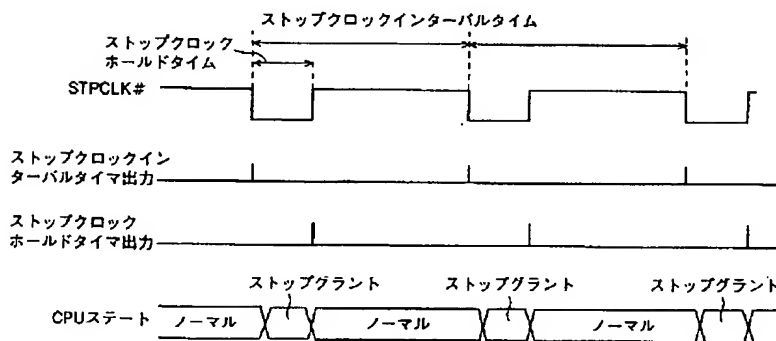 ストップクロックインターバルタイム
ストップクロック
ホールドタイム
STPCLK#
ストップクロックイン
ターバルタイマ出力
ストップクロック
ホールドタイマ出力
ストップグラント ストップグラント ストップグラント
CPUステート ノーマル ノーマル ノーマル